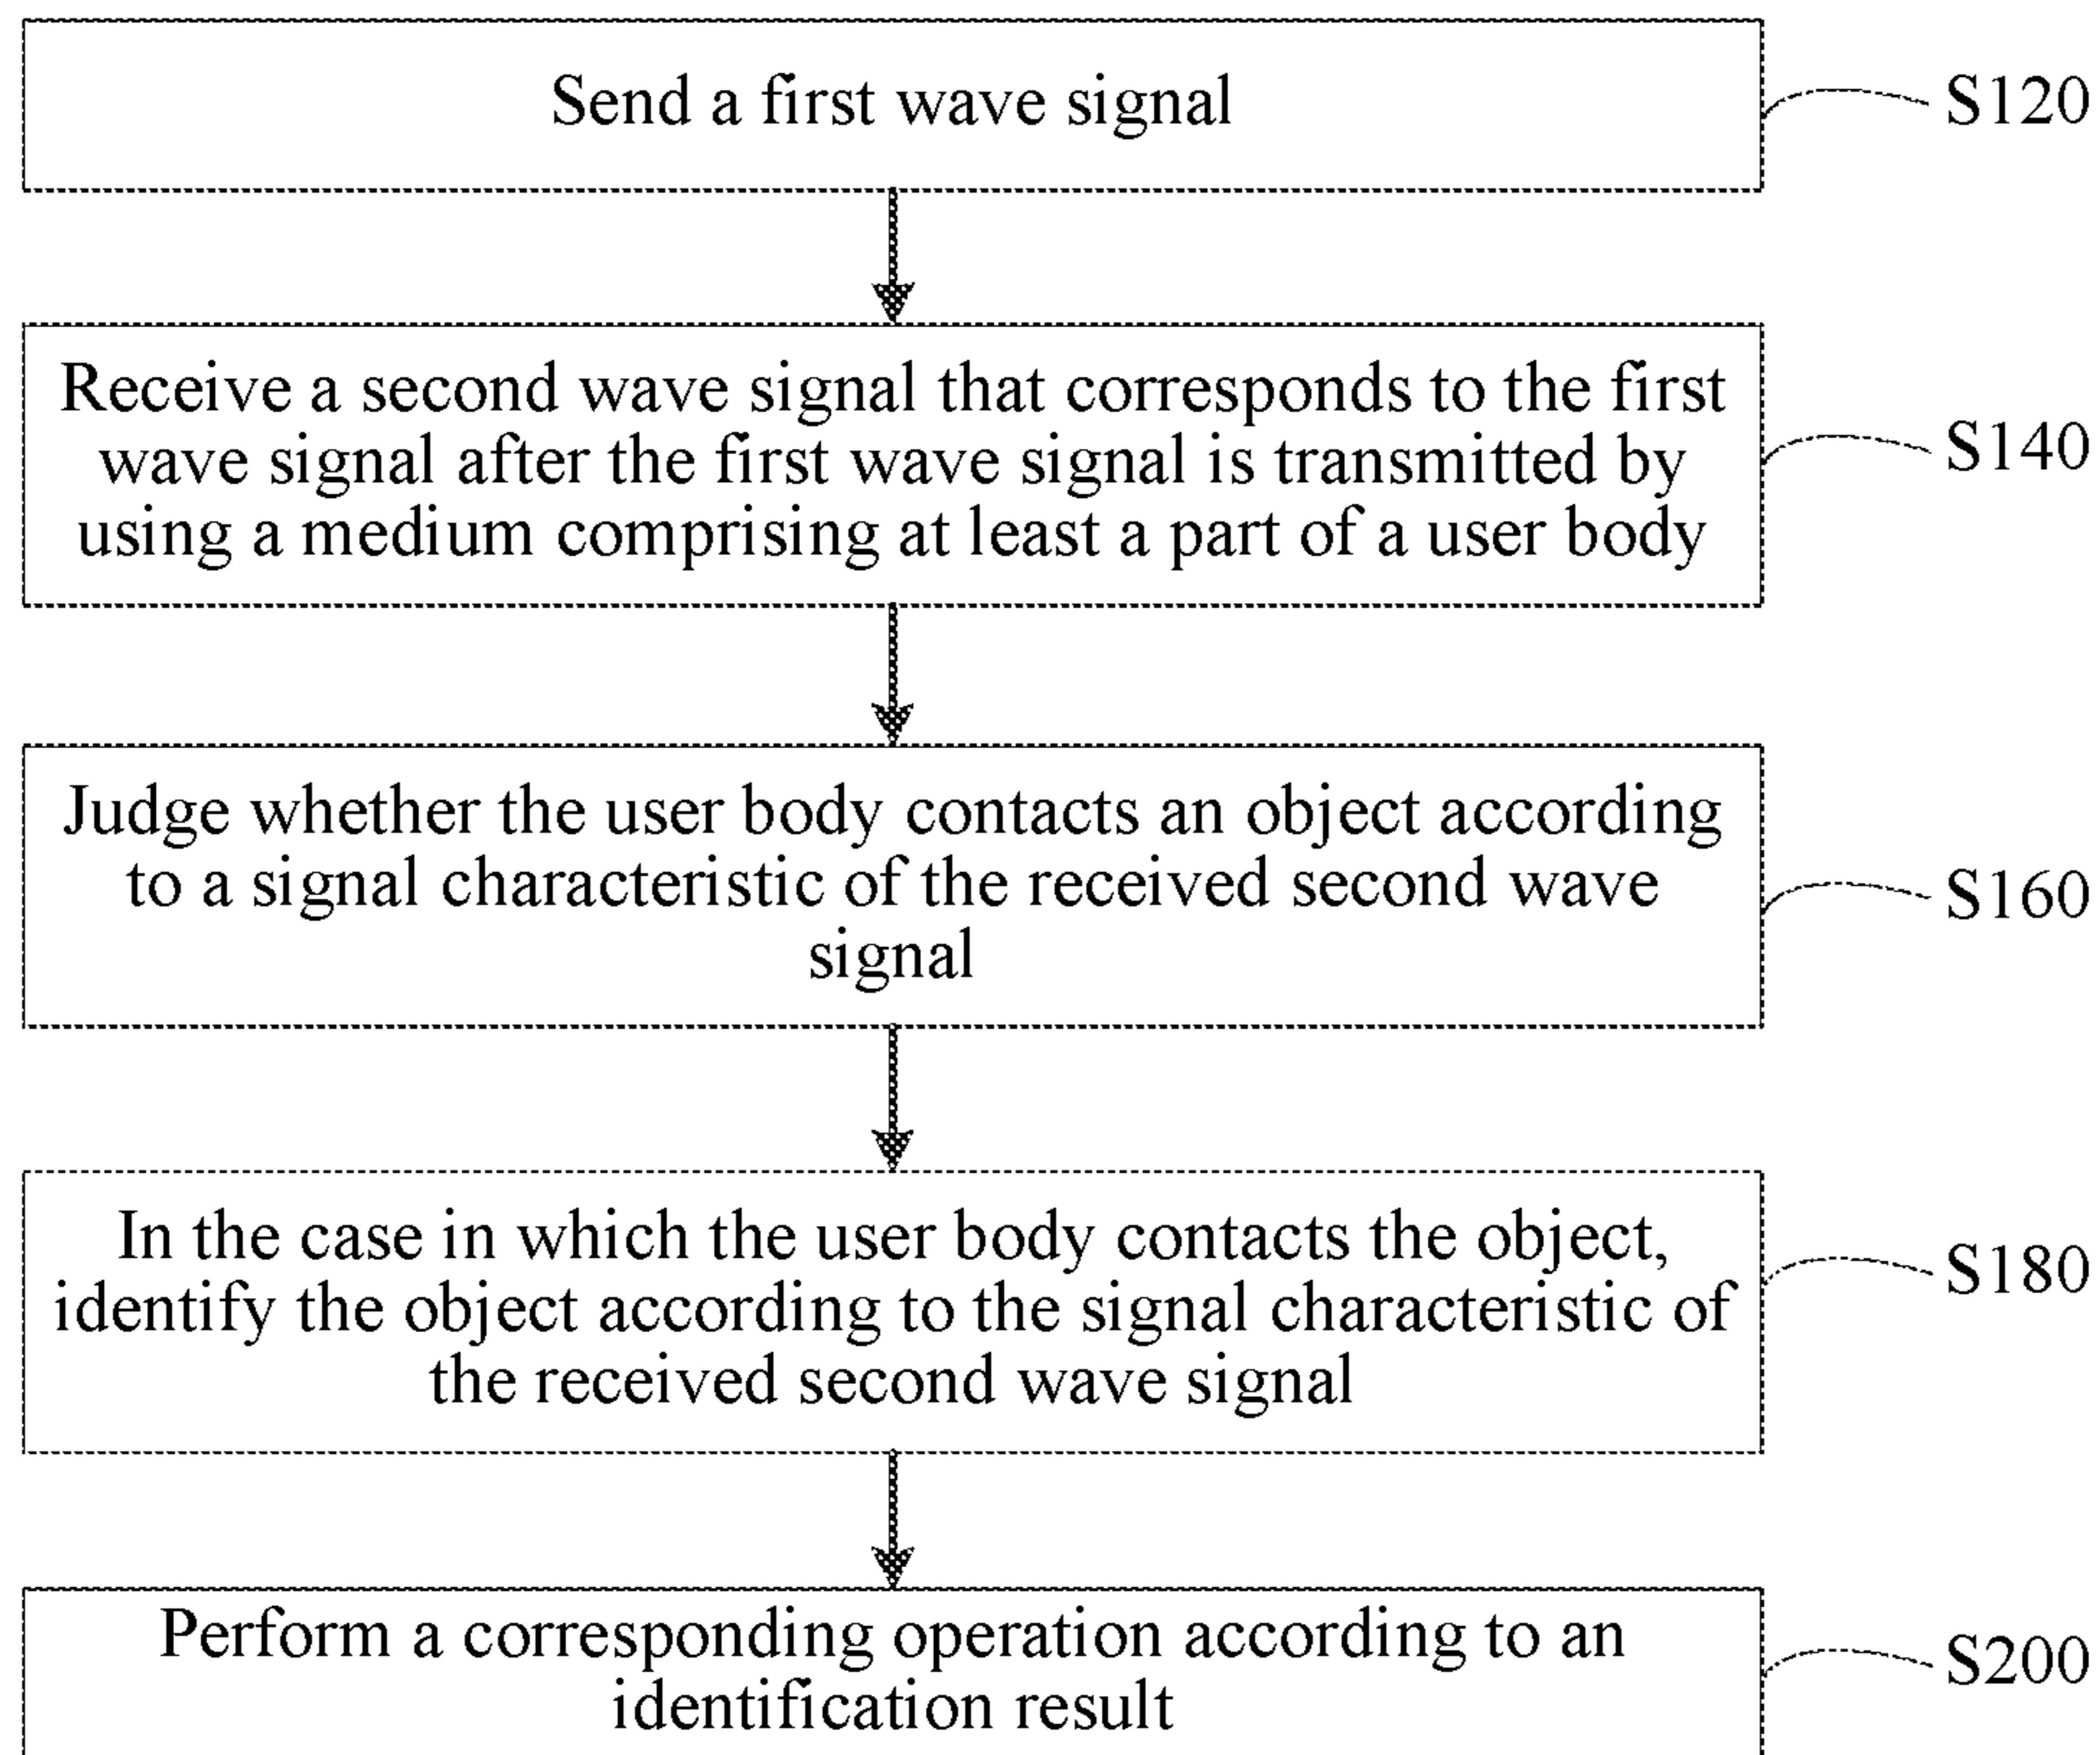 Send a first wave signal
S120
Receive a second wave signal that corresponds to the first
wave signal after the first wave signal is transmitted by
using a medium comprising at least a part of a user body
S140
Judge whether the user body contacts an object according
to a signal characteristic of the received second wave
signal
S160
In the case in which the user body contacts the object,
identify the object according to the signal characteristic of
the received second wave signal
S180
Perform a corresponding operation according to an
identification result
S200